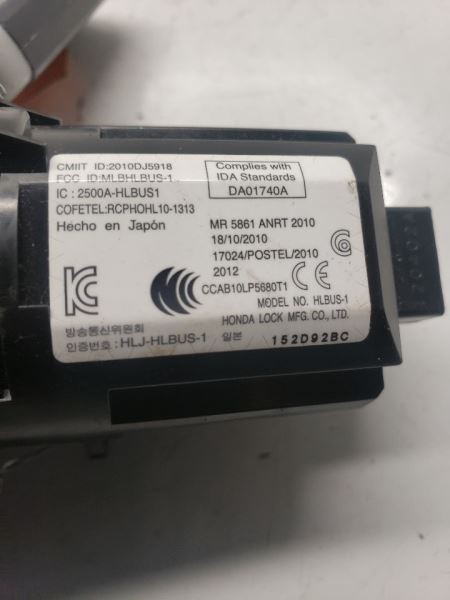 CMIIT ID:2010DJ5918
FCC ID:MLBHLBUS-1
IC : 2500A-HLBUS1
COFETEL:RCPHOHL10-1313
Hecho en Japón
Complies with
IDA Standards
DA01740A
MR 5861 ANRT 2010
18/10/2010
17024/POSTEL/2010
2012
CCAB10LP5680T1
MODEL NO. HLBUS-1
HONDA LOCK MFG. CO., LTD.
방송통신위원회
인증번호 : HLJ-HLBUS-1
일본
152D92BC